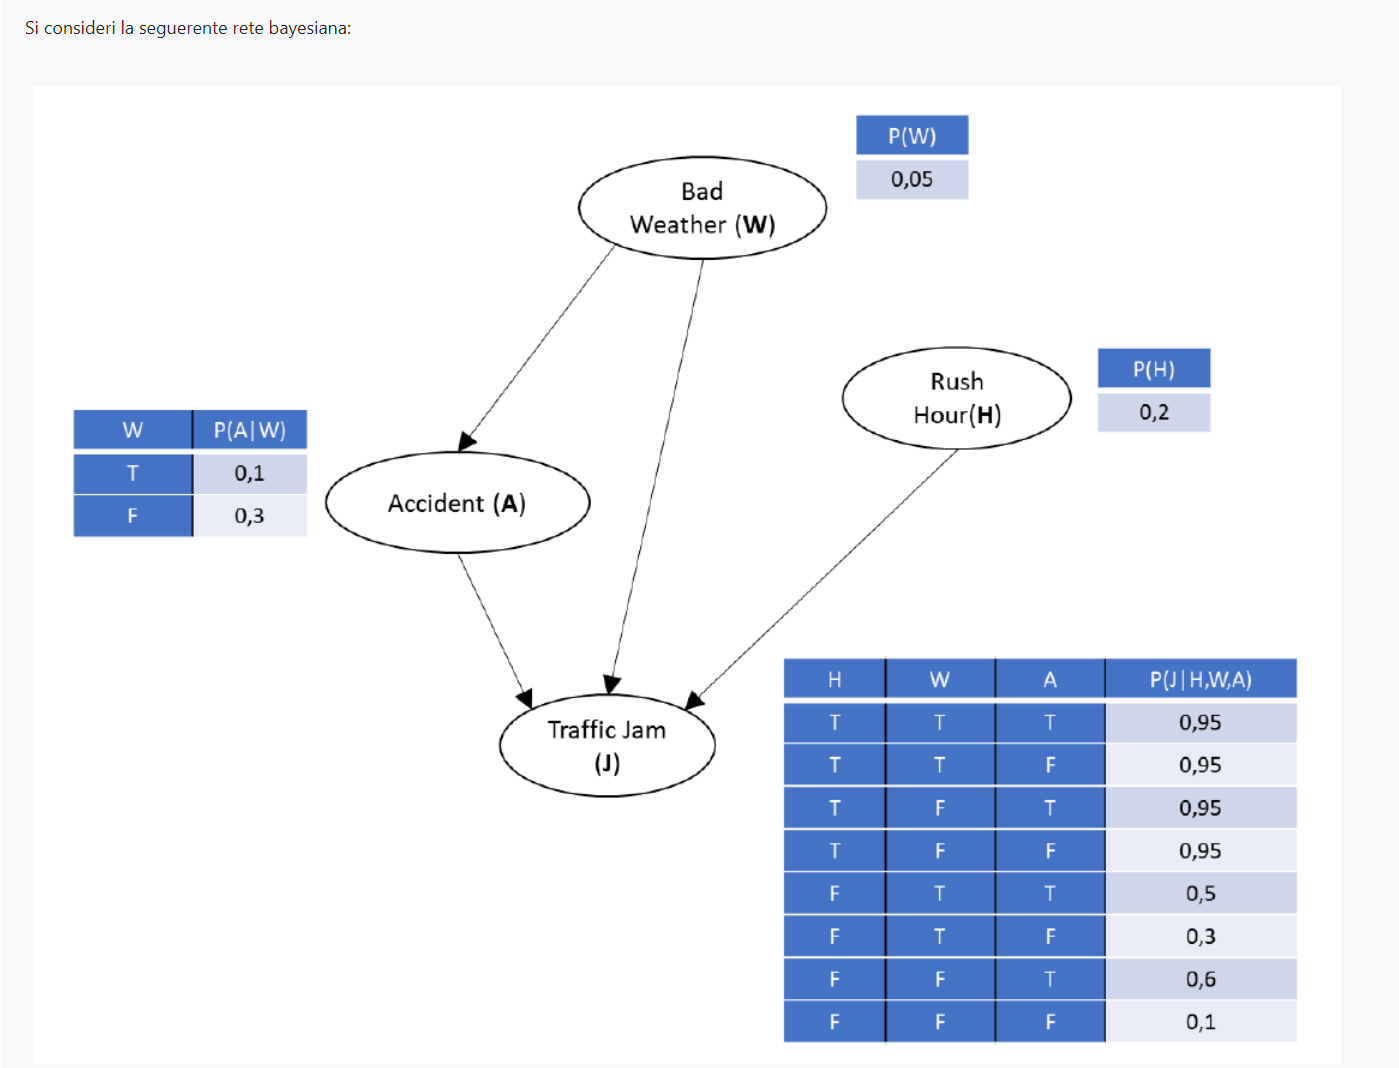 Si consideri la seguerente rete bayesiana:
P(W)
0,05
Bad
Weather (W)
P(H)
0,2
Rush
Hour(H)
W P(A|W)
T 0,1
F 0,3
Accident (A)
Traffic Jam
(J)
H W A P(J|H,W,A)
T T T 0,95
T T F 0,95
T F T 0,95
T F F 0,95
F T T 0,5
F T F 0,3
F F T 0,6
F F F 0,1